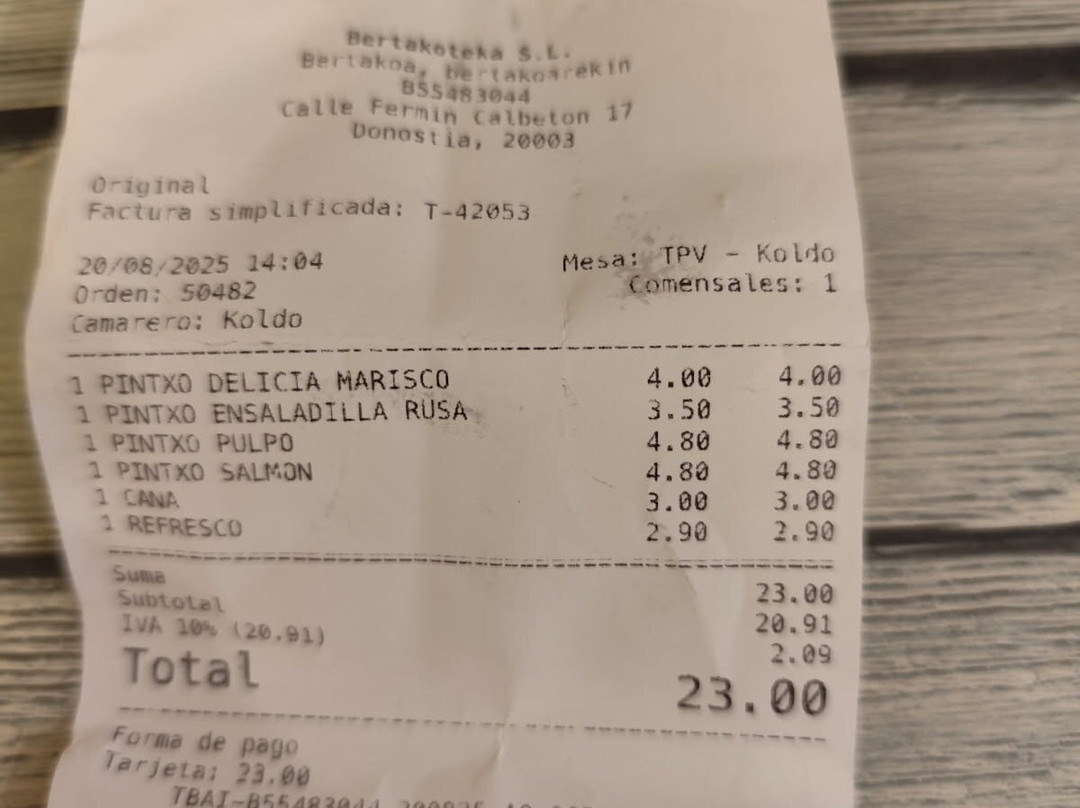 Bertakoteka S.L.
Bertakoa, bertakoarekin
B55483044
Calle Fermin Calbeton 17
Donostia, 20003
Original
Factura simplificada: T-42053
20/08/2025 14:04 Mesa: TPV - Koldo
Orden: 50482 Comensales: 1
Camarero: Koldo
1 PINTXO DELICIA MARISCO 4.00 4.00
1 PINTXO ENSALADILLA RUSA 3.50 3.50
1 PINTXO PULPO 4.80 4.80
1 PINTXO SALMON 4.80 4.80
1 CANA 3.00 3.00
1 REFRESCO 2.90 2.90
Suma 23.00
Subtotal 20.91
IVA 10% (20.91) 2.09
Total 23.00
Forma de pago
Tarjeta: 23.00
TBAI-B55483044